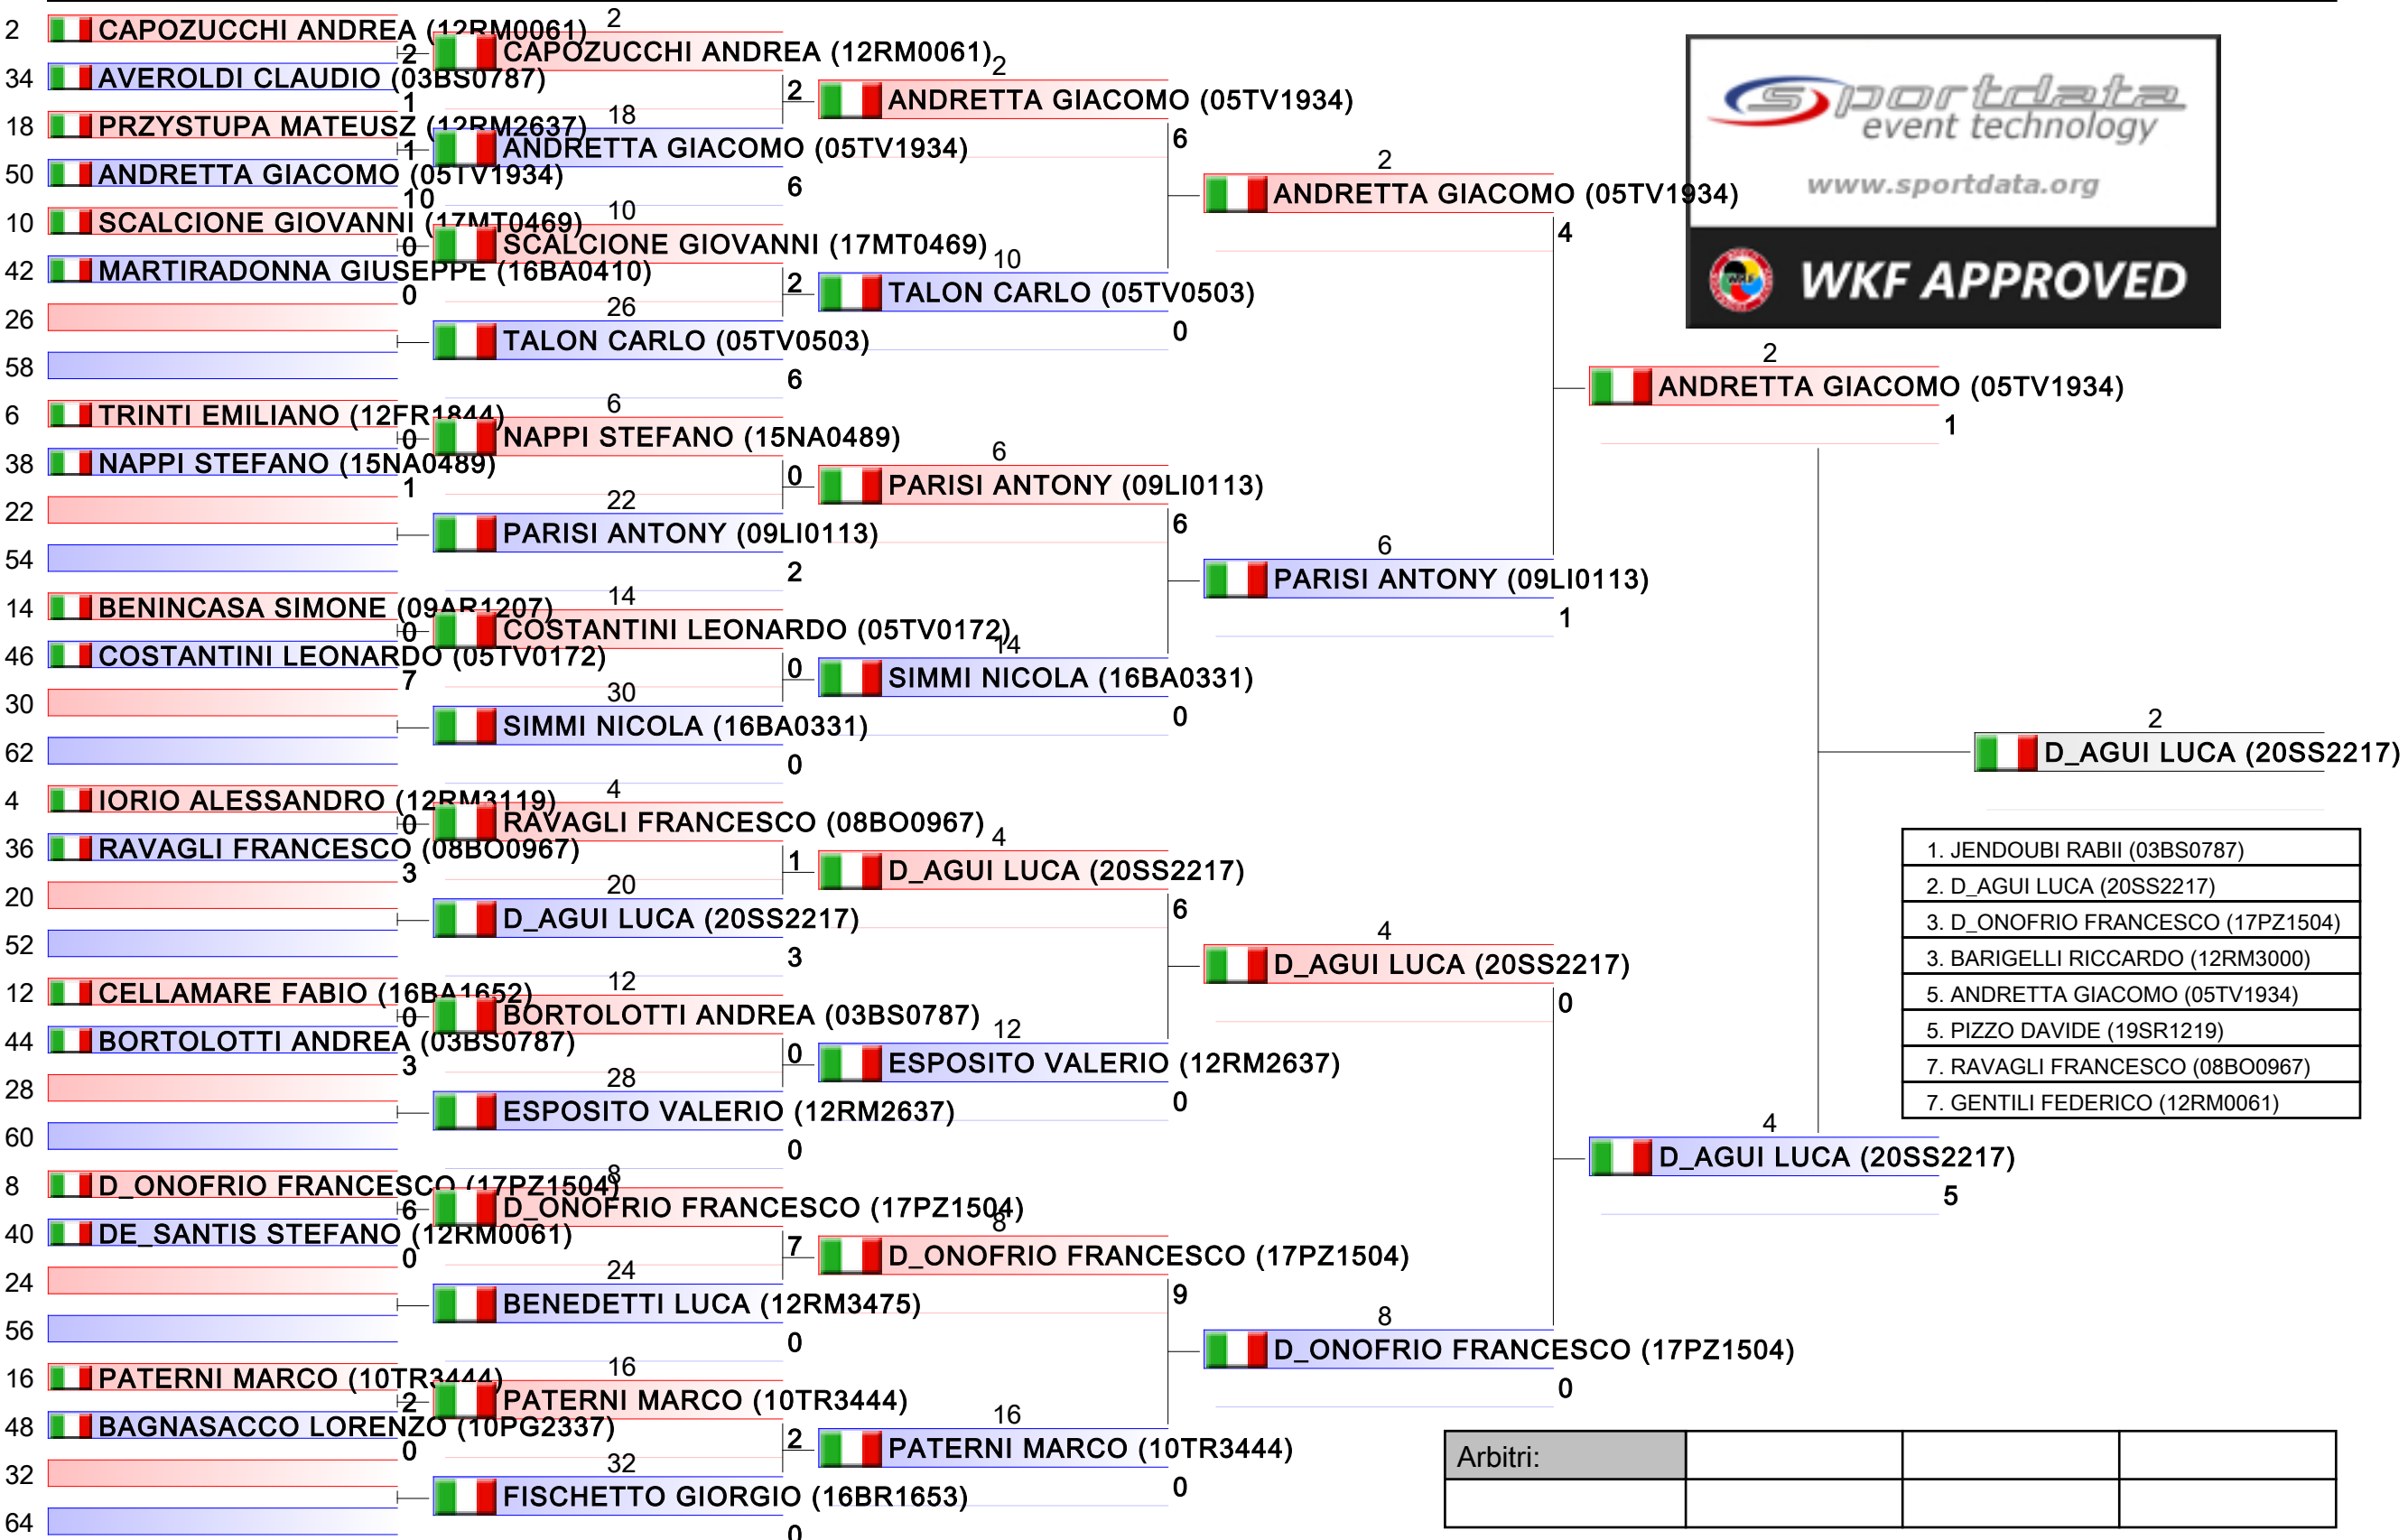 2 CAPOZUCCHI ANDREA (12RM0061)
2
34 AVEROLDI CLAUDIO (03BS0787)
1
18 PRZYSTUPA MATEUSZ (12RM2637)
1
50 ANDRETTA GIACOMO (05TV1934)
10
10 SCALCIONE GIOVANNI (17MT0469)
0
42 MARTIRADONNA GIUSEPPE (16BA0410)
0
26
58
6 TRINTI EMILIANO (12FR1844)
0
38 NAPPI STEFANO (15NA0489)
1
22
54
14 BENINCASA SIMONE (09AR1207)
0
46 COSTANTINI LEONARDO (05TV0172)
7
30
62
4 IORIO ALESSANDRO (12RM3119)
0
36 RAVAGLI FRANCESCO (08BO0967)
3
20
52
12 CELLAMARE FABIO (16BA1652)
0
44 BORTOLOTTI ANDREA (03BS0787)
3
28
60
8 D_ONOFRIO FRANCESCO (17PZ1504)
6
40 DE_SANTIS STEFANO (12RM0061)
0
24
56
16 PATERNI MARCO (10TR3444)
2
48 BAGNASACCO LORENZO (10PG2337)
0
32
64
2
CAPOZUCCHI ANDREA (12RM0061)
2
18
ANDRETTA GIACOMO (05TV1934)
6
10
SCALCIONE GIOVANNI (17MT0469)
2
26
TALON CARLO (05TV0503)
6
6
NAPPI STEFANO (15NA0489)
0
22
PARISI ANTONY (09LI0113)
2
14
COSTANTINI LEONARDO (05TV0172)
0
30
SIMMI NICOLA (16BA0331)
0
4
RAVAGLI FRANCESCO (08BO0967)
1
20
D_AGUI LUCA (20SS2217)
3
12
BORTOLOTTI ANDREA (03BS0787)
0
28
ESPOSITO VALERIO (12RM2637)
0
8
D_ONOFRIO FRANCESCO (17PZ1504)
7
24
BENEDETTI LUCA (12RM3475)
0
16
PATERNI MARCO (10TR3444)
2
32
FISCHETTO GIORGIO (16BR1653)
0
2
ANDRETTA GIACOMO (05TV1934)
6
10
TALON CARLO (05TV0503)
0
6
PARISI ANTONY (09LI0113)
6
14
SIMMI NICOLA (16BA0331)
0
4
D_AGUI LUCA (20SS2217)
6
12
ESPOSITO VALERIO (12RM2637)
0
8
D_ONOFRIO FRANCESCO (17PZ1504)
9
16
PATERNI MARCO (10TR3444)
0
2
ANDRETTA GIACOMO (05TV1934)
4
6
PARISI ANTONY (09LI0113)
1
4
D_AGUI LUCA (20SS2217)
0
8
D_ONOFRIO FRANCESCO (17PZ1504)
0
2
ANDRETTA GIACOMO (05TV1934)
1
4
D_AGUI LUCA (20SS2217)
5
2
D_AGUI LUCA (20SS2217)
sportdata
event technology
www.sportdata.org
WKF
WKF APPROVED
1. JENDOUBI RABII (03BS0787)
2. D_AGUI LUCA (20SS2217)
3. D_ONOFRIO FRANCESCO (17PZ1504)
3. BARIGELLI RICCARDO (12RM3000)
5. ANDRETTA GIACOMO (05TV1934)
5. PIZZO DAVIDE (19SR1219)
7. RAVAGLI FRANCESCO (08BO0967)
7. GENTILI FEDERICO (12RM0061)
Arbitri: